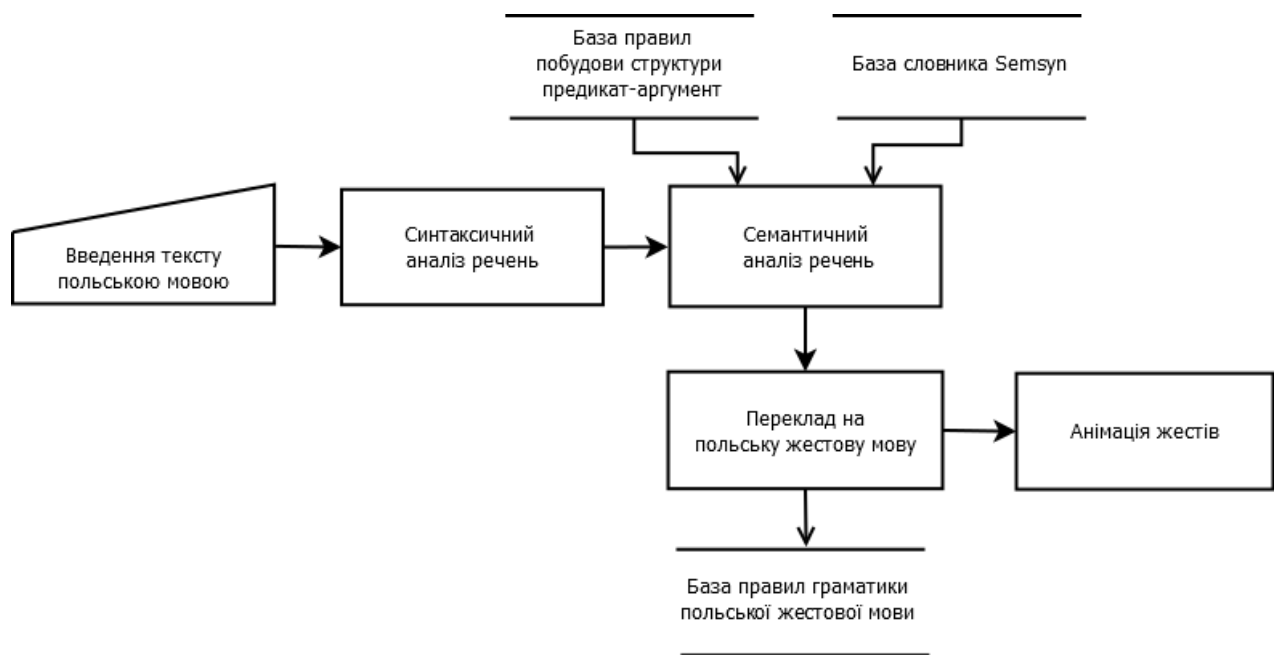 База правил
побудови структури
предикат-аргумент
База словника Semsyn
Введення тексту
польською мовою
Синтаксичний
аналіз речень
Семантичний
аналіз речень
Переклад на
польську жестову мову
Анімація жестів
База правил граматики
польської жестової мови